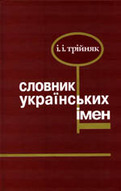 і. і. трійняк
словник
українських
імен